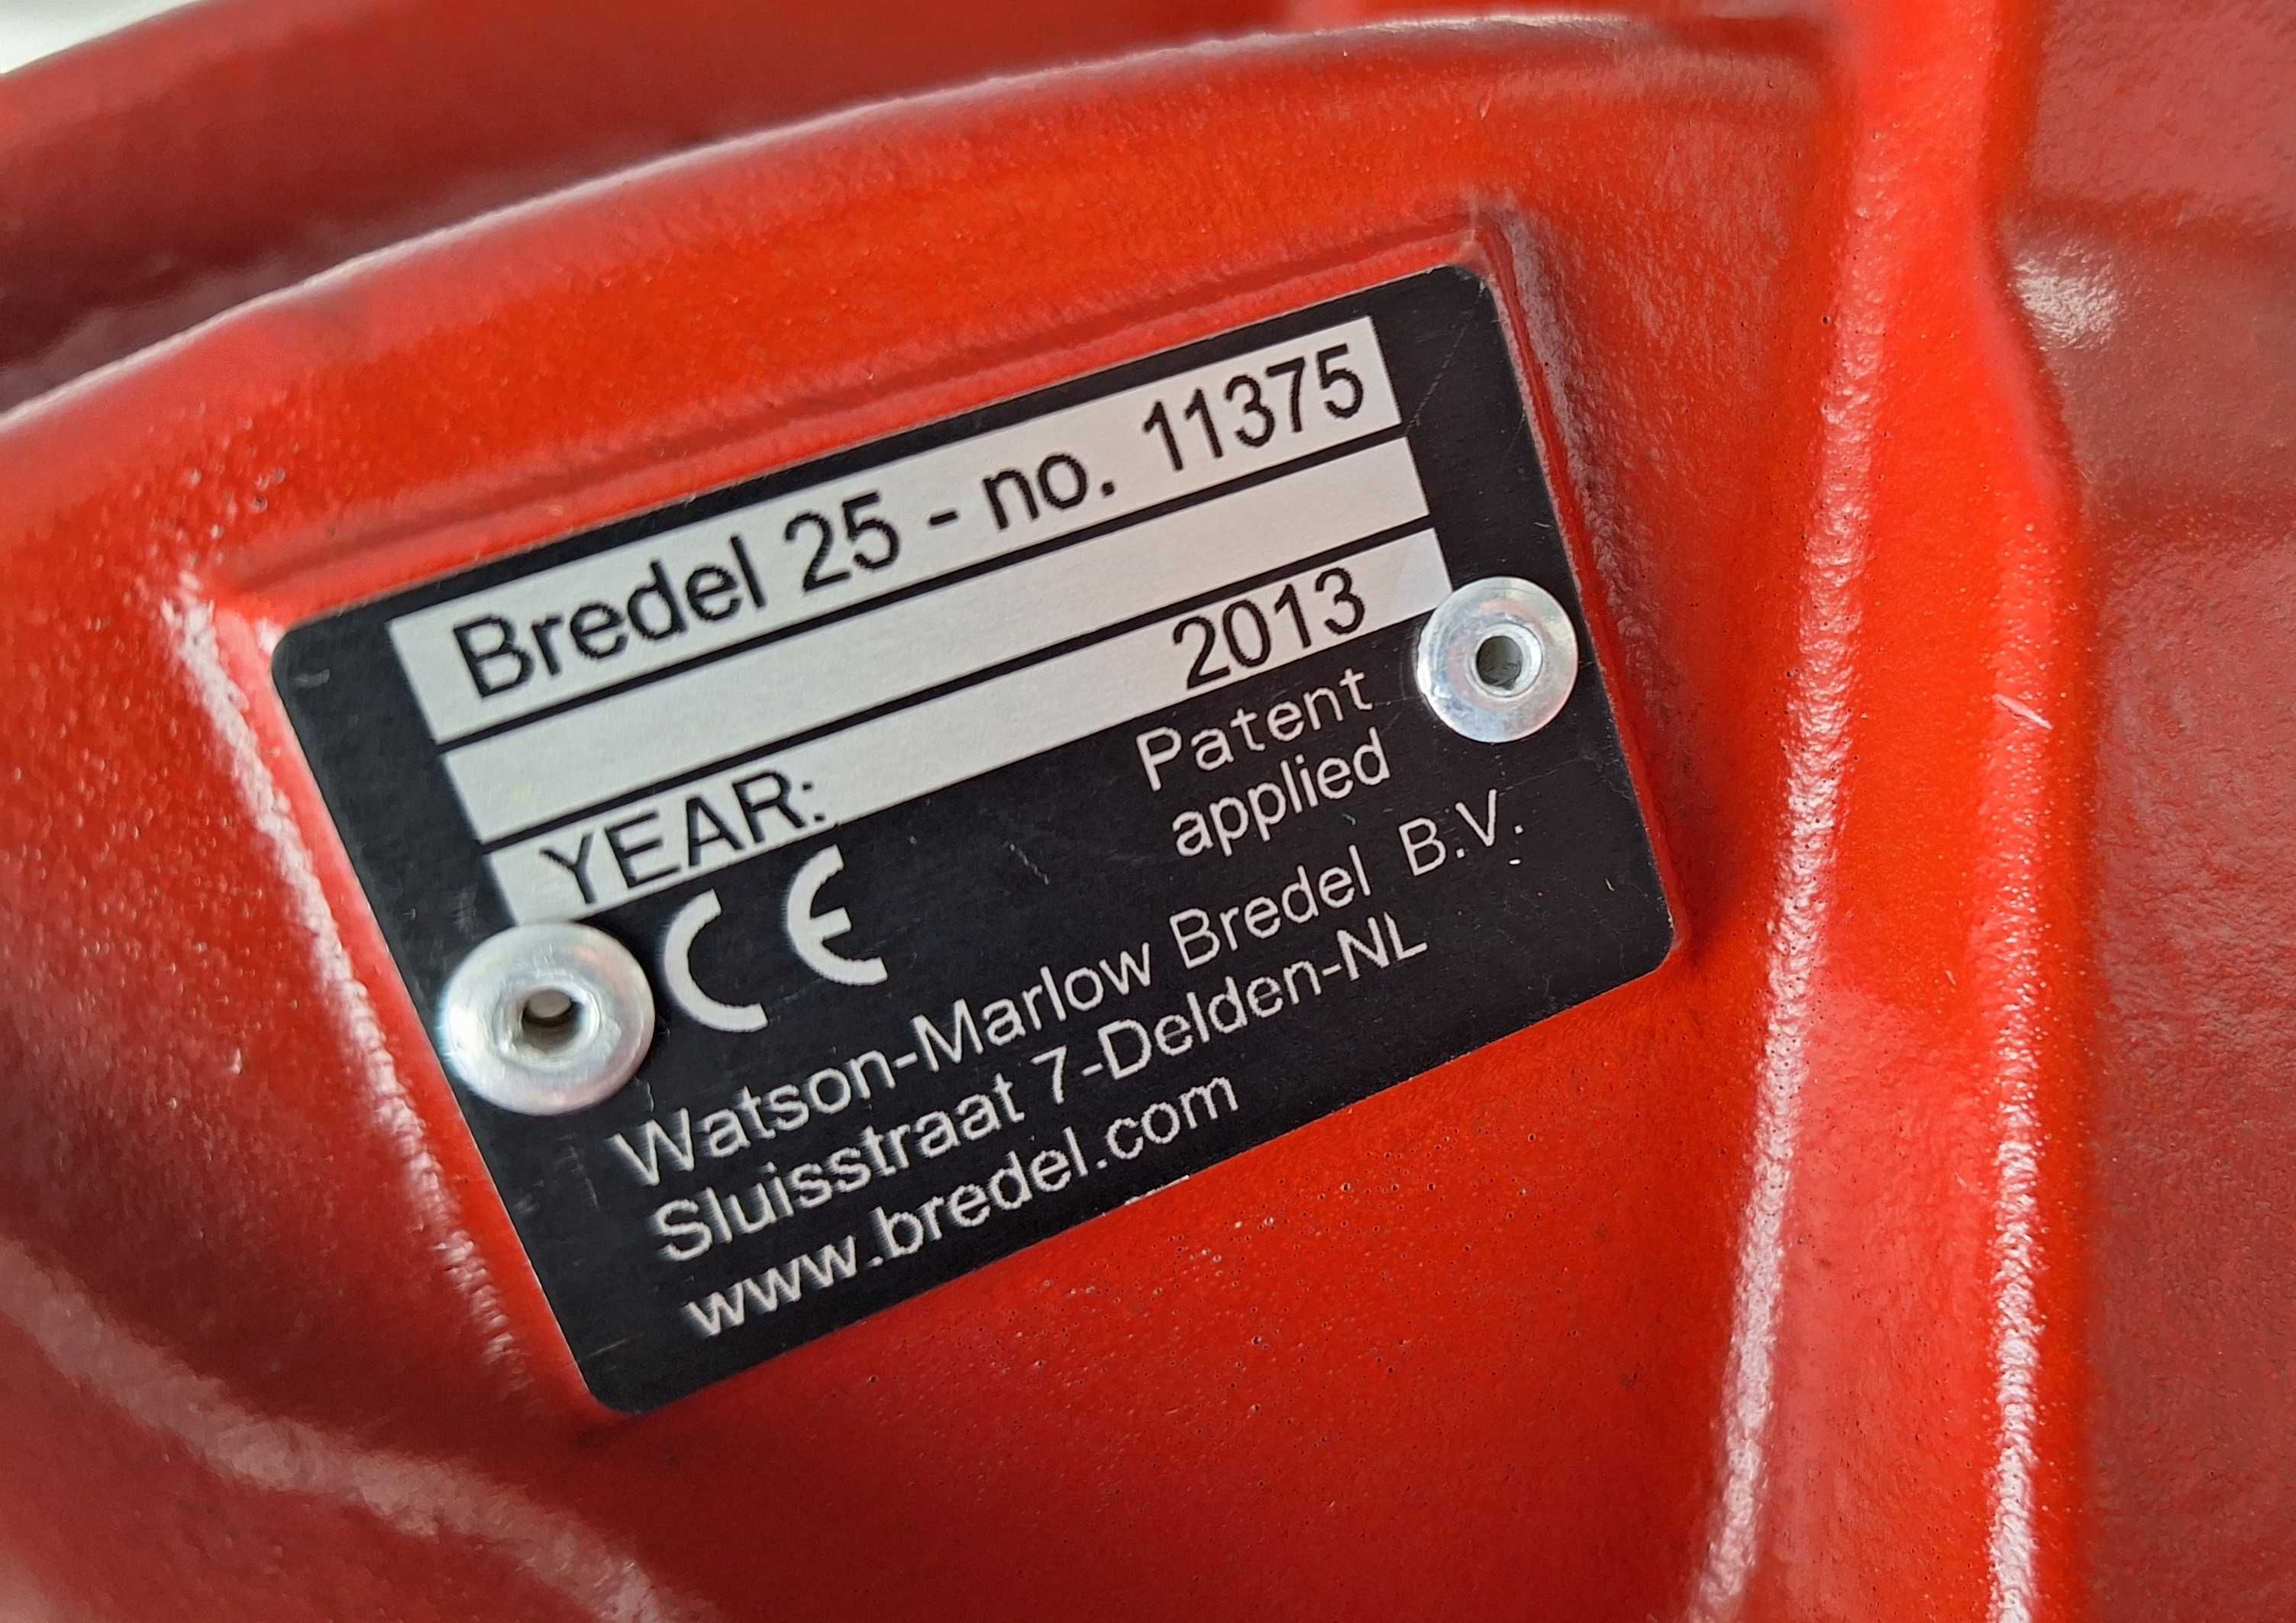 Bredel 25 - no. 11375
YEAR: 2013
CE Patent
applied
Watson-Marlow Bredel B.V.
Sluisstraat 7-Delden-NL
www.bredel.com